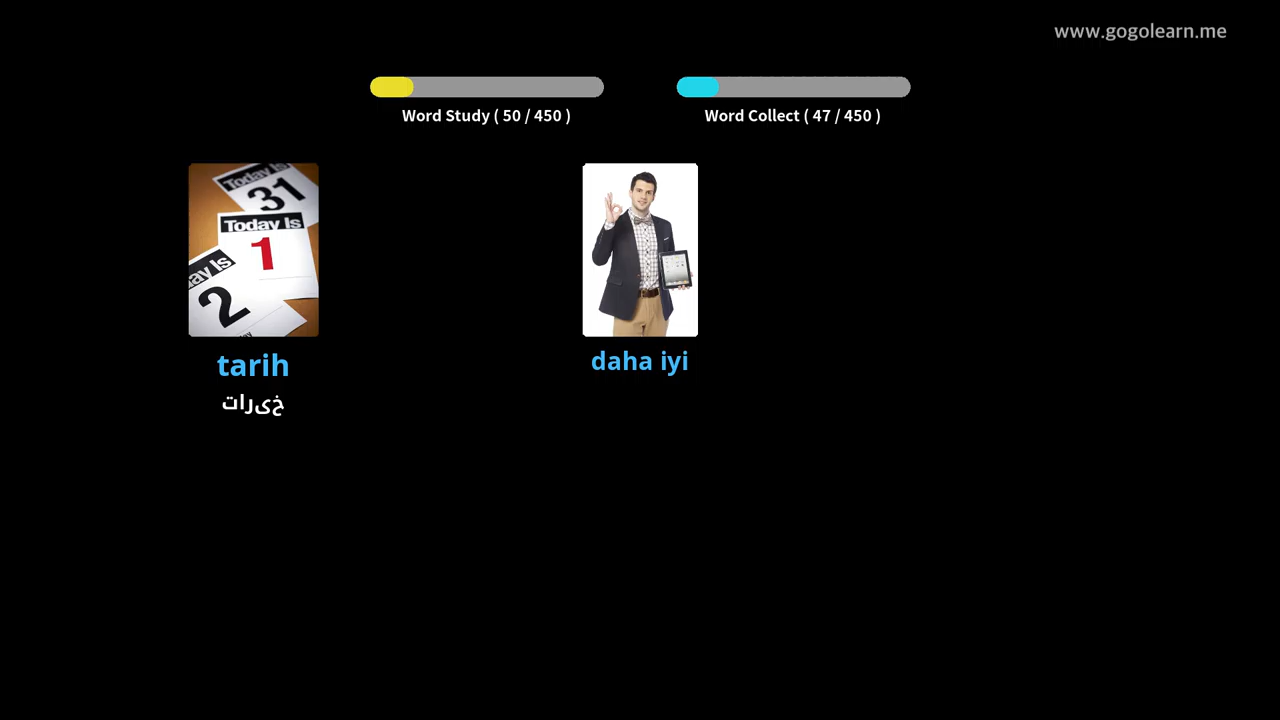 www.gogolearn.me
Word Study ( 50 / 450 )
Word Collect ( 47 / 450 )
Today Is
31
Today Is
1
ay Is
2
tarih
daha iyi
خیرات